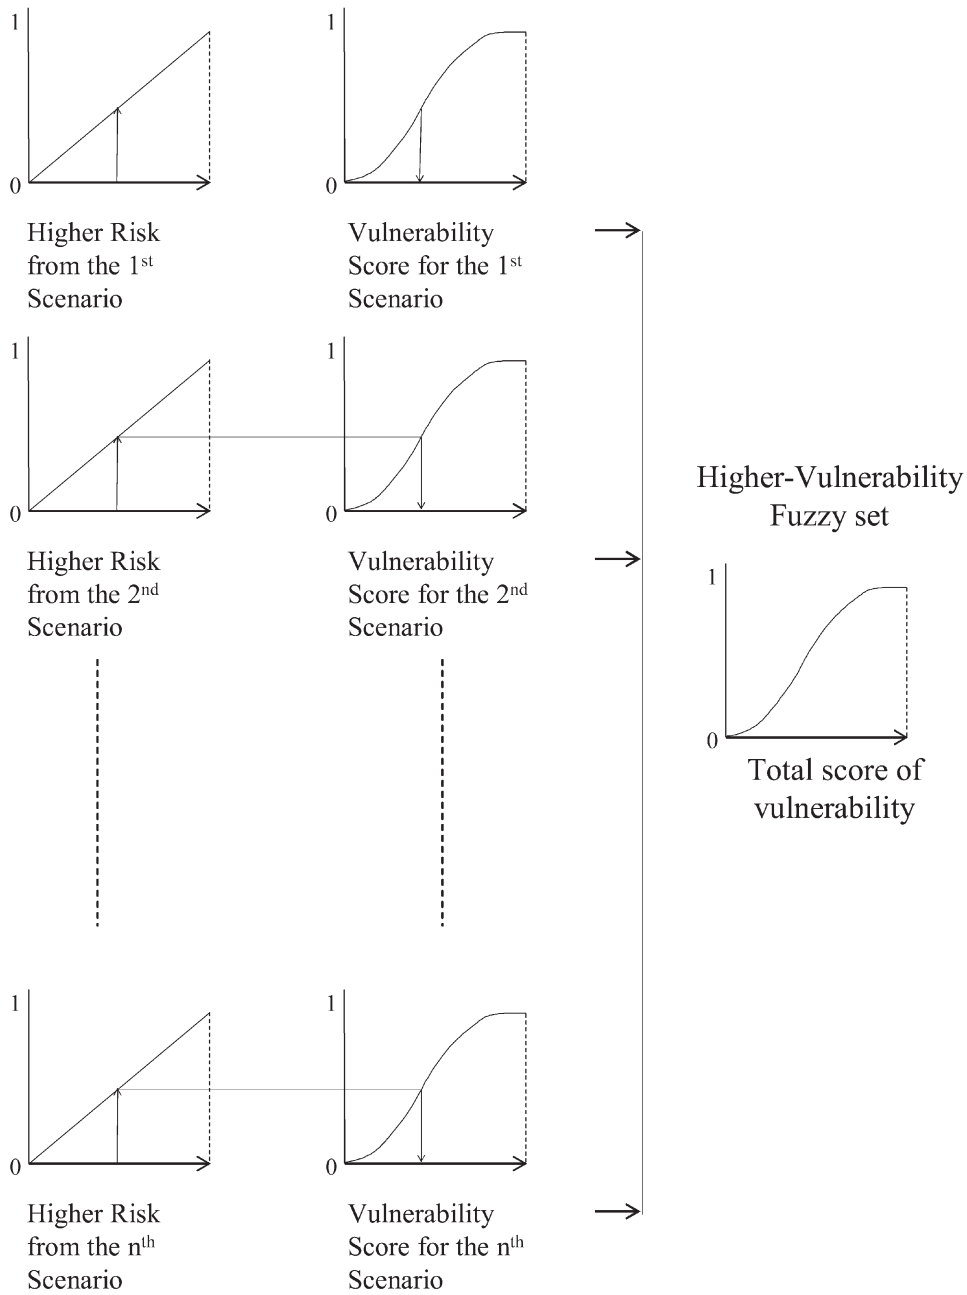 1
0
Higher Risk
from the 1st
Scenario
1
0
Vulnerability
Score for the 1st
Scenario
1
0
Higher Risk
from the 2nd
Scenario
1
0
Vulnerability
Score for the 2nd
Scenario
Higher-Vulnerability
Fuzzy set
1
0
Total score of
vulnerability
1
0
Higher Risk
from the nth
Scenario
1
0
Vulnerability
Score for the nth
Scenario